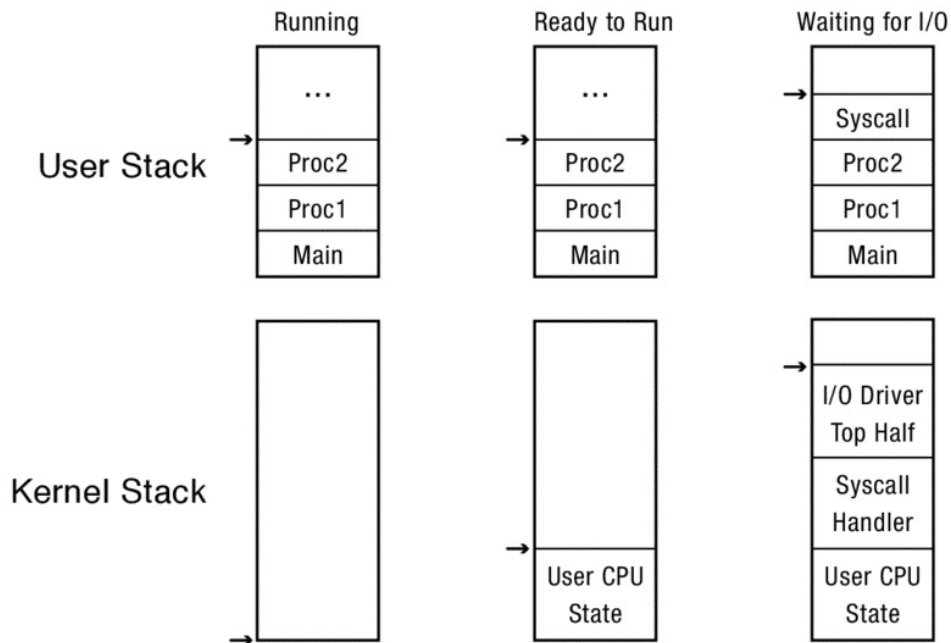 Running
Ready to Run
Waiting for I/O
User Stack
...
Proc2
Proc1
Main
...
Proc2
Proc1
Main
Syscall
Proc2
Proc1
Main
Kernel Stack
User CPU
State
I/O Driver
Top Half
Syscall
Handler
User CPU
State